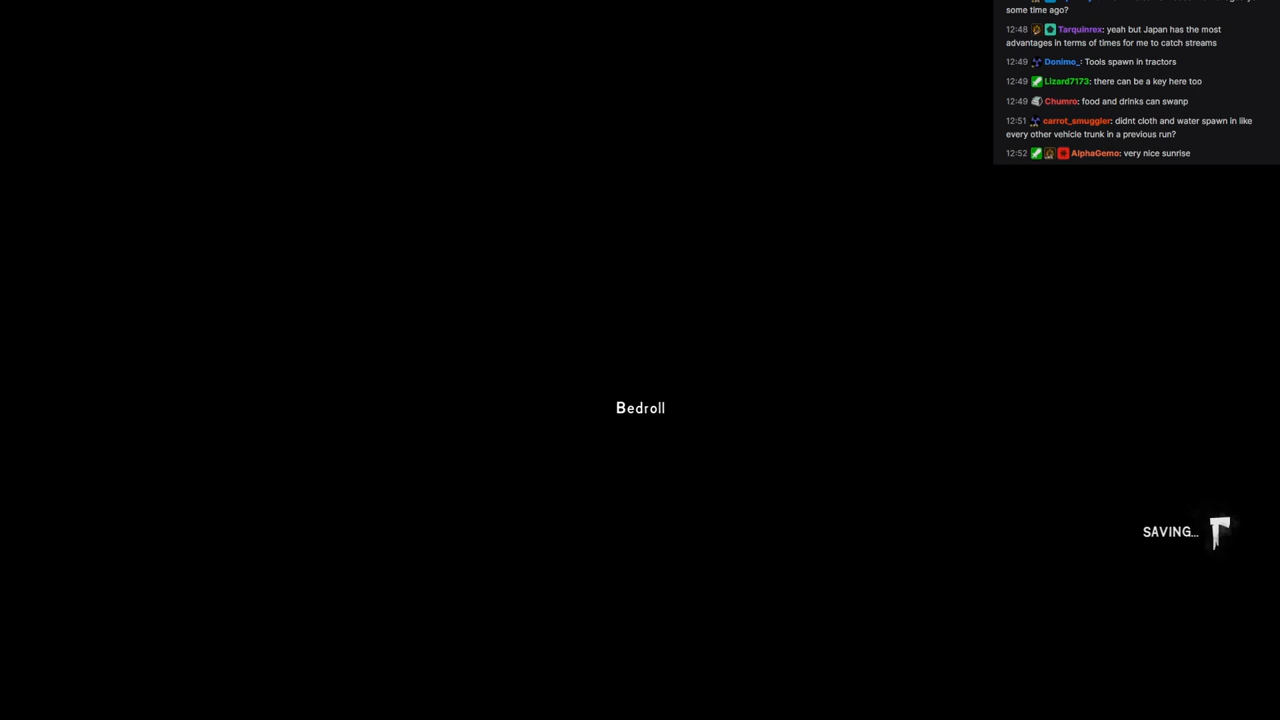 some time ago?
12:48 Tarquinrex: yeah but Japan has the most
advantages in terms of times for me to catch streams
12:49 Donimo_: Tools spawn in tractors
12:49 Lizard7173: there can be a key here too
12:49 Chumro: food and drinks can swanp
12:51 carrot_smuggler: didnt cloth and water spawn in like
every other vehicle trunk in a previous run?
12:52 AlphaGemo: very nice sunrise
Bedroll
SAVING...